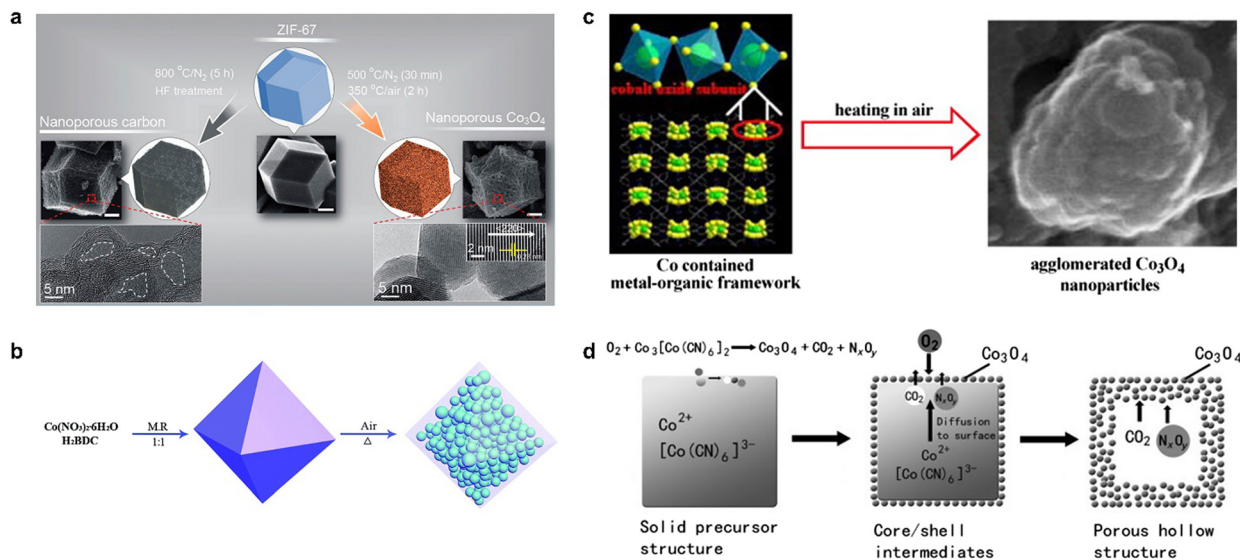 a
ZIF-67
800 °C/N₂ (5 h)
HF treatment
500 °C/N₂ (30 min)
350 °C/air (2 h)
Nanoporous carbon
Nanoporous Co₃O₄
5 nm
2 nm
5 nm
b
Co(NO₃)₂·6H₂O
H₂BDC
M.R
1:1
Air
△
c
cobalt oxide subunit
Co contained
metal-organic framework
heating in air
agglomerated Co₃O₄
nanoparticles
d
O₂ + Co₃[Co(CN)₆]₂ → Co₃O₄ + CO₂ + NₓOᵧ
Co²⁺
[Co(CN)₆]³⁻
Solid precursor
structure
O₂
Co₃O₄
CO₂
NₓOᵧ
Diffusion
to surface
Co²⁺
[Co(CN)₆]³⁻
Core/shell
intermediates
Co₃O₄
CO₂
NₓOᵧ
Porous hollow
structure